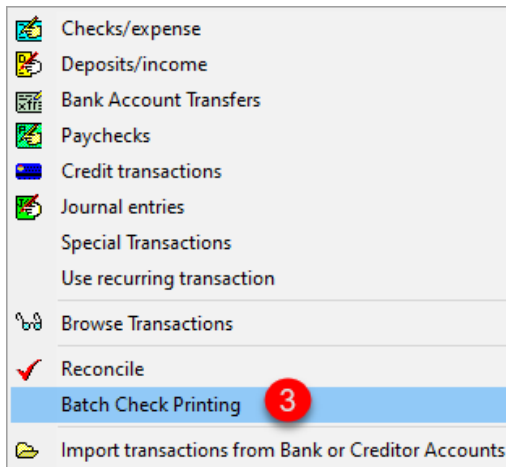 Checks/expense
Deposits/income
Bank Account Transfers
Paychecks
Credit transactions
Journal entries
Special Transactions
Use recurring transaction
Browse Transactions
Reconcile
Batch Check Printing 3
Import transactions from Bank or Creditor Accounts